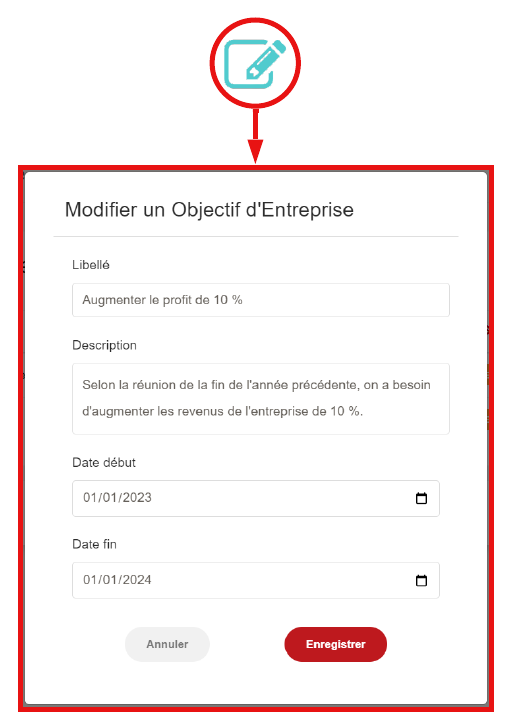 Modifier un Objectif d'Entreprise
Libellé
Augmenter le profit de 10 %
Description
Selon la réunion de la fin de l'année précédente, on a besoin
d'augmenter les revenus de l'entreprise de 10 %.
Date début
01/01/2023
Date fin
01/01/2024
Annuler
Enregistrer